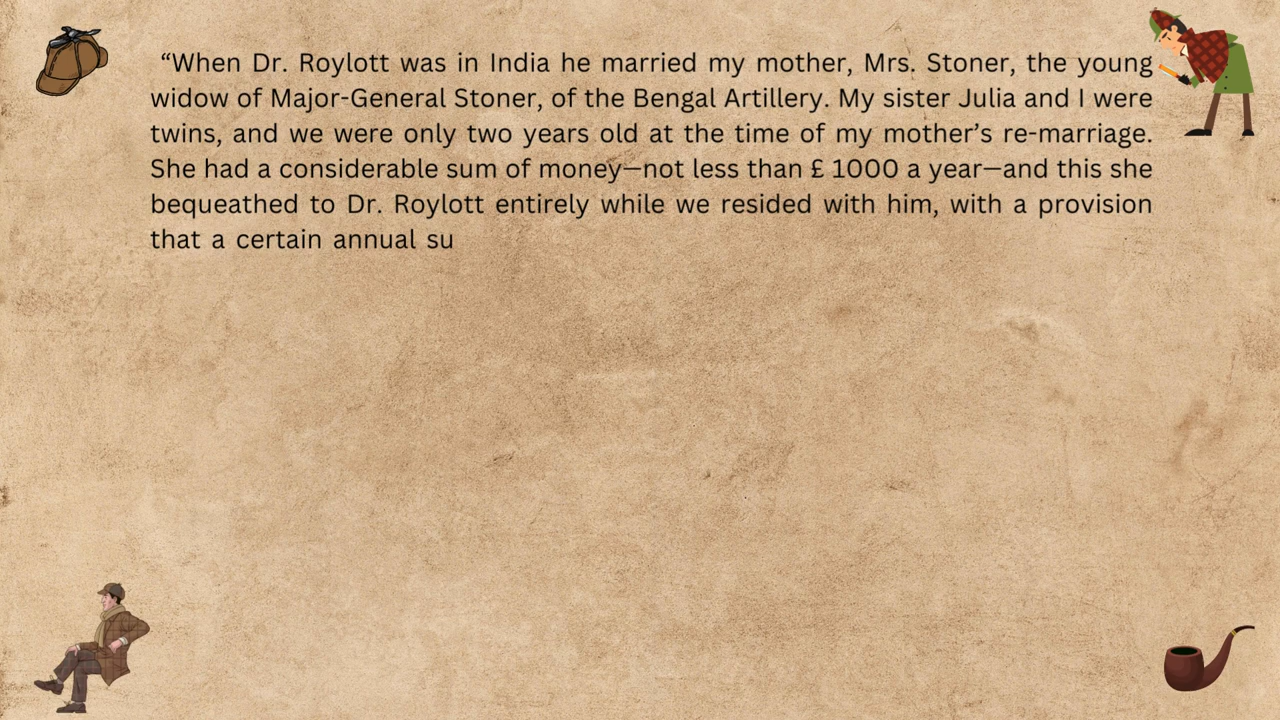 “When Dr. Roylott was in India he married my mother, Mrs. Stoner, the young
widow of Major-General Stoner, of the Bengal Artillery. My sister Julia and I were
twins, and we were only two years old at the time of my mother’s re-marriage.
She had a considerable sum of money—not less than £ 1000 a year—and this she
bequeathed to Dr. Roylott entirely while we resided with him, with a provision
that a certain annual su